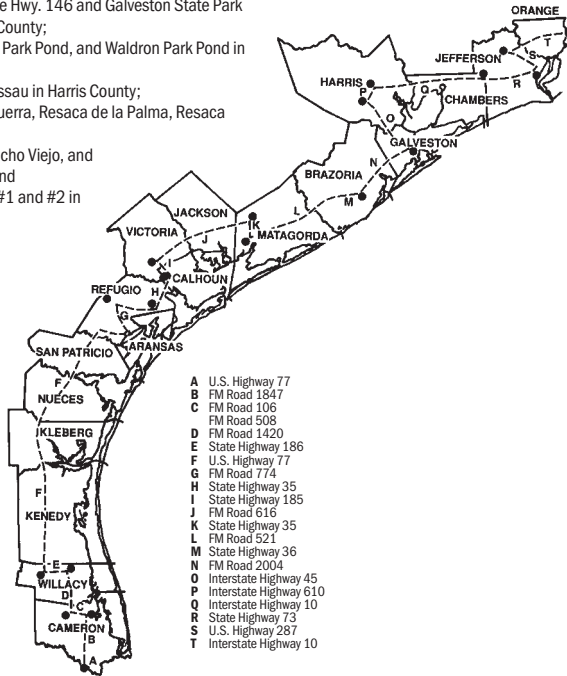 e Hwy. 146 and Galveston State Park
County;
Park Pond, and Waldron Park Pond in
ssau in Harris County;
uerra, Resaca de la Palma, Resaca
cho Viejo, and
nd
#1 and #2 in
ORANGE
T
JEFFERSON
S
HARRIS
P
Q
R
CHAMBERS
O
GALVESTON
N
BRAZORIA
M
L
JACKSON
K
VICTORIA
J
MATAGORDA
I
CALHOUN
REFUGIO
H
G
SAN PATRICIO
ARANSAS
F
NUECES
KLEBERG
F
KENEDY
E
WILLACY
D
C
CAMERON
B
A
A U.S. Highway 77
B FM Road 1847
C FM Road 106
FM Road 508
D FM Road 1420
E State Highway 186
F U.S. Highway 77
G FM Road 774
H State Highway 35
I State Highway 185
J FM Road 616
K State Highway 35
L FM Road 521
M State Highway 36
N FM Road 2004
O Interstate Highway 45
P Interstate Highway 610
Q Interstate Highway 10
R State Highway 73
S U.S. Highway 287
T Interstate Highway 10